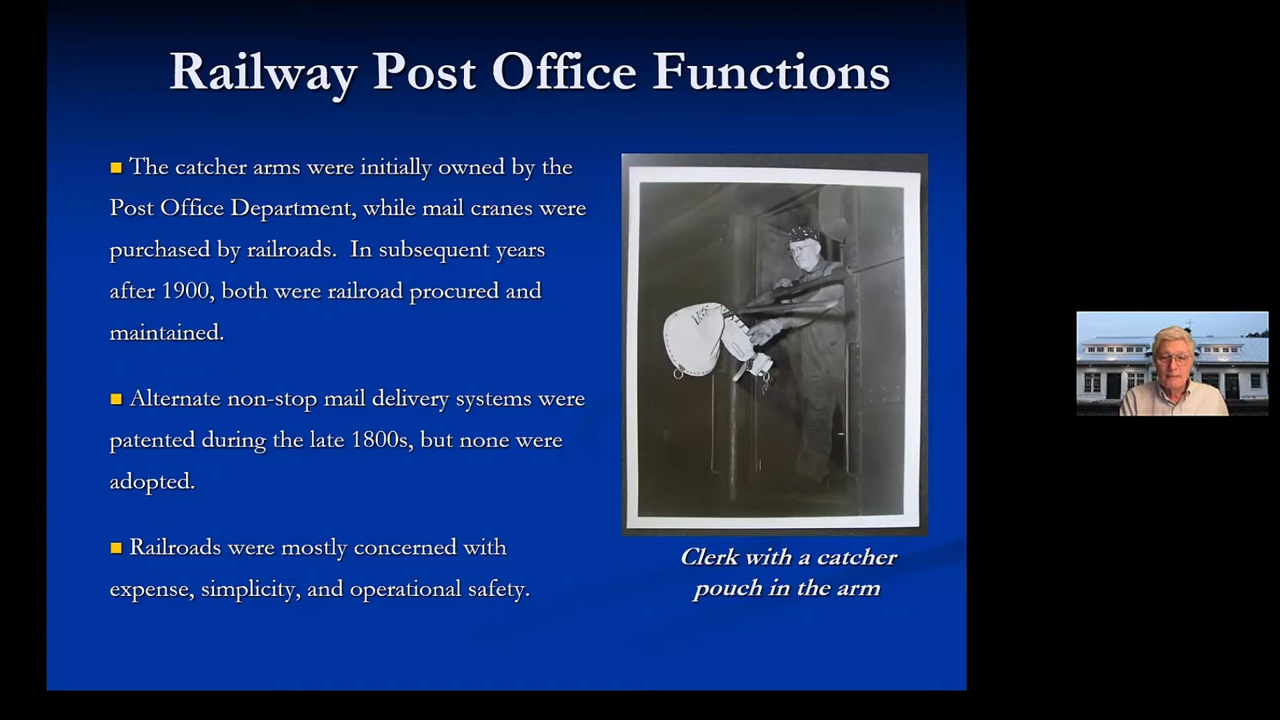 Railway Post Office Functions
■ The catcher arms were initially owned by the
Post Office Department, while mail cranes were
purchased by railroads.  In subsequent years
after 1900, both were railroad procured and
maintained.
■ Alternate non-stop mail delivery systems were
patented during the late 1800s, but none were
adopted.
■ Railroads were mostly concerned with
expense, simplicity, and operational safety.
Clerk with a catcher
pouch in the arm